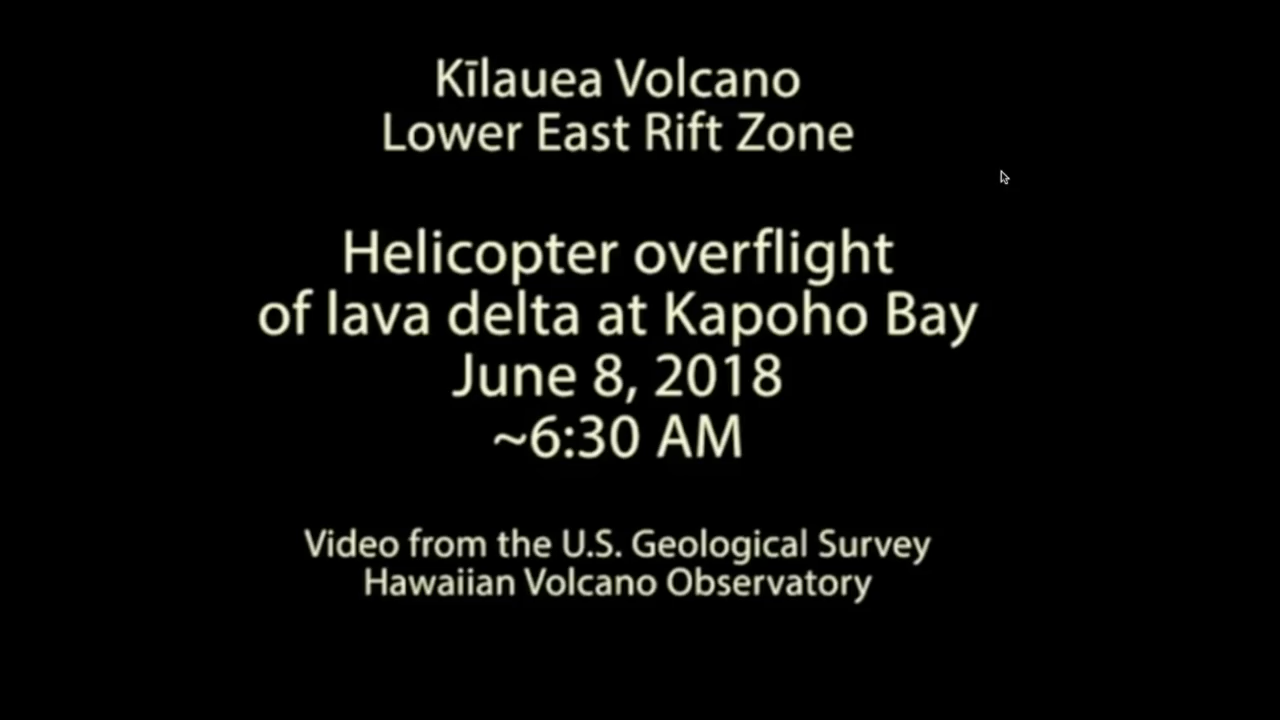 Kīlauea Volcano
Lower East Rift Zone
Helicopter overflight
of lava delta at Kapoho Bay
June 8, 2018
~6:30 AM
Video from the U.S. Geological Survey
Hawaiian Volcano Observatory